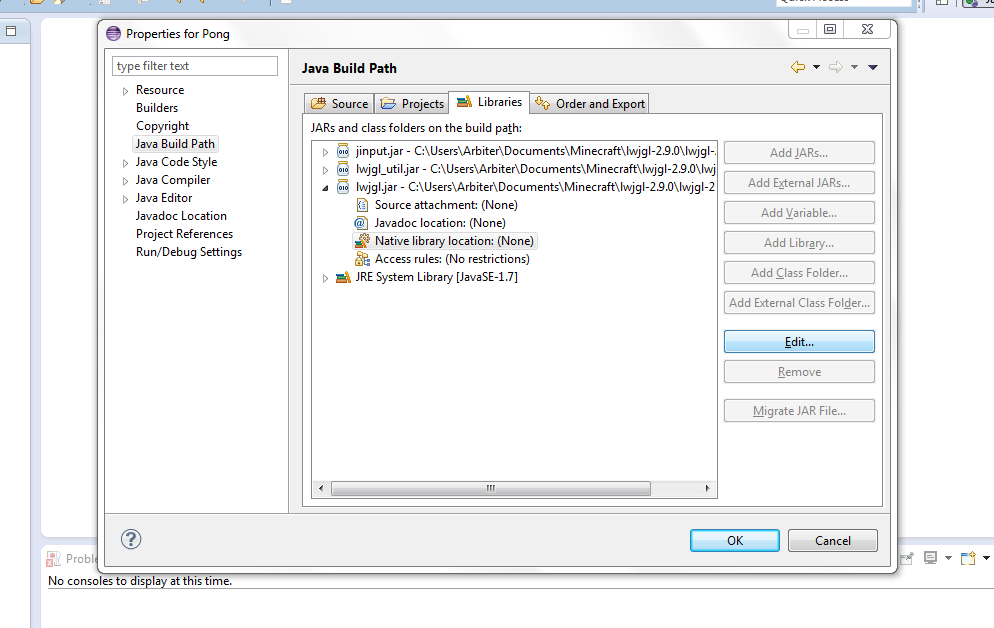 Properties for Pong
type filter text
Resource
Builders
Copyright
Java Build Path
Java Code Style
Java Compiler
Java Editor
Javadoc Location
Project References
Run/Debug Settings
Java Build Path
Source Projects Libraries Order and Export
JARs and class folders on the build path:
jinput.jar - C:\Users\Arbiter\Documents\Minecraft\lwjgl-2.9.0\lwjgl-
lwjgl_util.jar - C:\Users\Arbiter\Documents\Minecraft\lwjgl-2.9.0\lwj
lwjgl.jar - C:\Users\Arbiter\Documents\Minecraft\lwjgl-2.9.0\lwjgl-2
Source attachment: (None)
Javadoc location: (None)
Native library location: (None)
Access rules: (No restrictions)
JRE System Library [JavaSE-1.7]
Add JARs...
Add External JARs...
Add Variable...
Add Library...
Add Class Folder...
Add External Class Folder...
Edit...
Remove
Migrate JAR File...
OK Cancel
Proble
No consoles to display at this time.